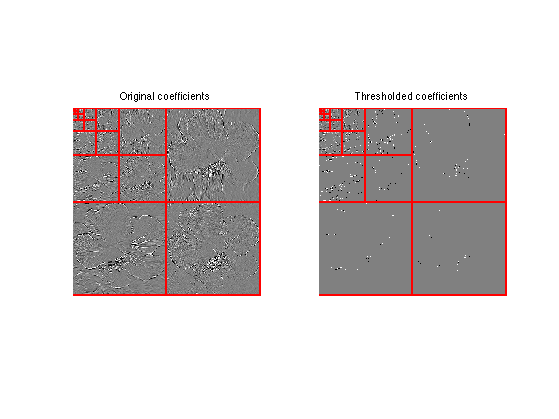 Original coefficients
Thresholded coefficients